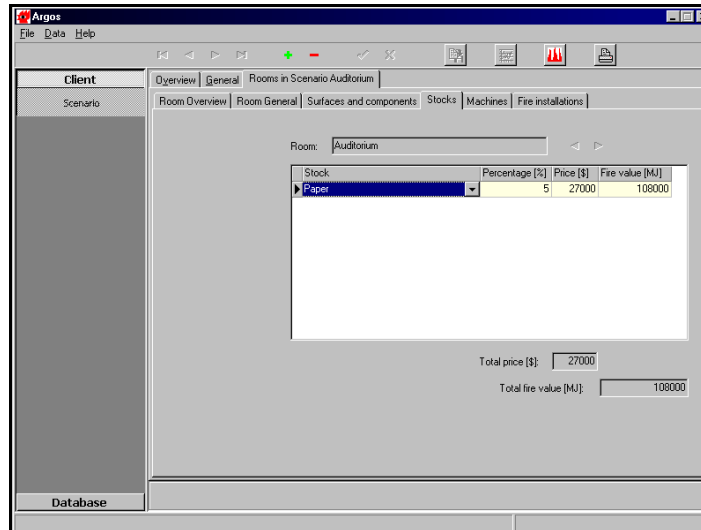 Argos
File Data Help
Client
Scenario
Overview General Rooms in Scenario Auditorium
Room Overview Room General Surfaces and components Stocks Machines Fire installations
Room: Auditorium
Stock Percentage [%] Price [$] Fire value [MJ]
Paper 5 27000 108000
Total price [$]: 27000
Total fire value [MJ]: 108000
Database